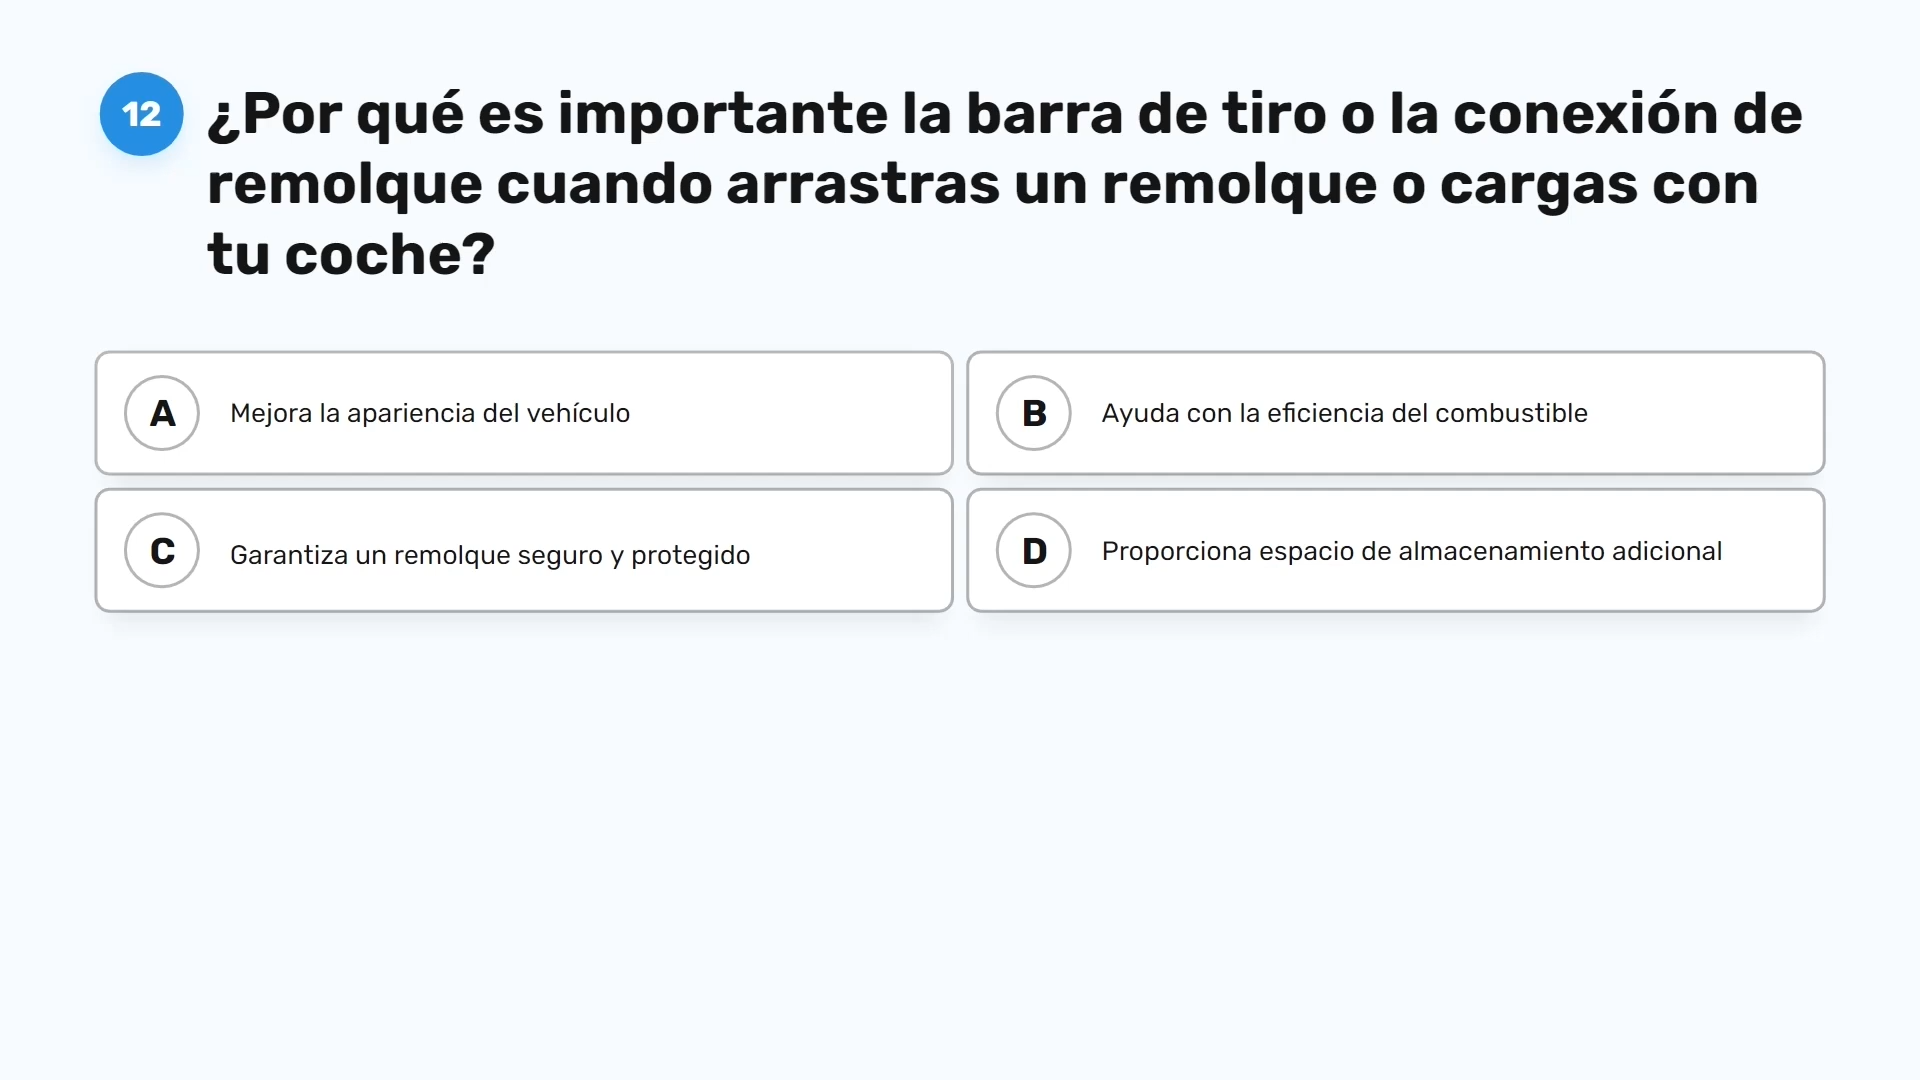 12
¿Por qué es importante la barra de tiro o la conexión de
remolque cuando arrastras un remolque o cargas con
tu coche?
A Mejora la apariencia del vehículo
B Ayuda con la eficiencia del combustible
C Garantiza un remolque seguro y protegido
D Proporciona espacio de almacenamiento adicional